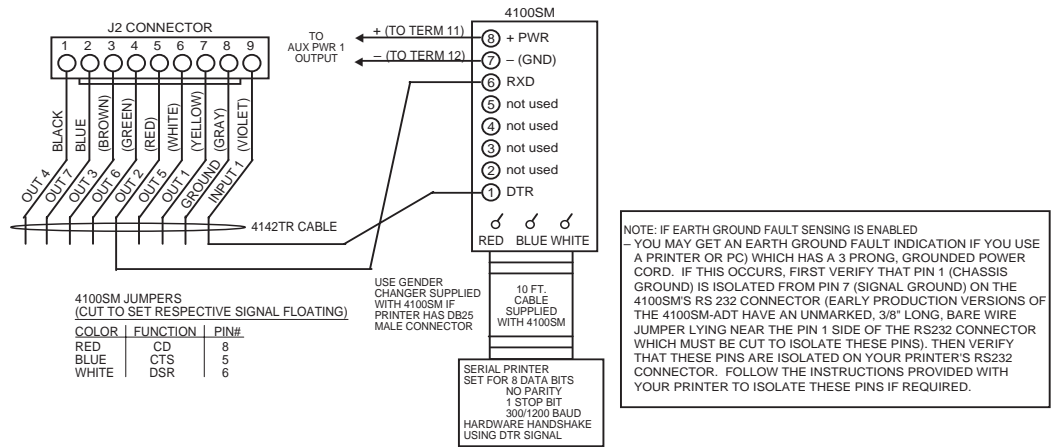 J2 CONNECTOR
1 2 3 4 5 6 7 8 9
BLACK
BLUE
(BROWN)
(GREEN)
(RED)
(WHITE)
(YELLOW)
(GRAY)
(VIOLET)
OUT 4
OUT 7
OUT 3
OUT 6
OUT 2
OUT 5
OUT 1
GROUND
INPUT 1
4142TR CABLE
TO
AUX PWR 1
OUTPUT
+ (TO TERM 11)
– (TO TERM 12)
4100SM
8 + PWR
7 – (GND)
6 RXD
5 not used
4 not used
3 not used
2 not used
1 DTR
RED BLUE WHITE
4100SM JUMPERS
(CUT TO SET RESPECTIVE SIGNAL FLOATING)
COLOR FUNCTION PIN#
RED CD 8
BLUE CTS 5
WHITE DSR 6
USE GENDER
CHANGER SUPPLIED
WITH 4100SM IF
PRINTER HAS DB25
MALE CONNECTOR
10 FT.
CABLE
SUPPLIED
WITH 4100SM
SERIAL PRINTER
SET FOR 8 DATA BITS
NO PARITY
1 STOP BIT
300/1200 BAUD
HARDWARE HANDSHAKE
USING DTR SIGNAL
NOTE: IF EARTH GROUND FAULT SENSING IS ENABLED
– YOU MAY GET AN EARTH GROUND FAULT INDICATION IF YOU USE
A PRINTER OR PC) WHICH HAS A 3 PRONG, GROUNDED POWER
CORD. IF THIS OCCURS, FIRST VERIFY THAT PIN 1 (CHASSIS
GROUND) IS ISOLATED FROM PIN 7 (SIGNAL GROUND) ON THE
4100SM'S RS 232 CONNECTOR (EARLY PRODUCTION VERSIONS OF
THE 4100SM-ADT HAVE AN UNMARKED, 3/8" LONG, BARE WIRE
JUMPER LYING NEAR THE PIN 1 SIDE OF THE RS232 CONNECTOR
WHICH MUST BE CUT TO ISOLATE THESE PINS). THEN VERIFY
THAT THESE PINS ARE ISOLATED ON YOUR PRINTER'S RS232
CONNECTOR. FOLLOW THE INSTRUCTIONS PROVIDED WITH
YOUR PRINTER TO ISOLATE THESE PINS IF REQUIRED.